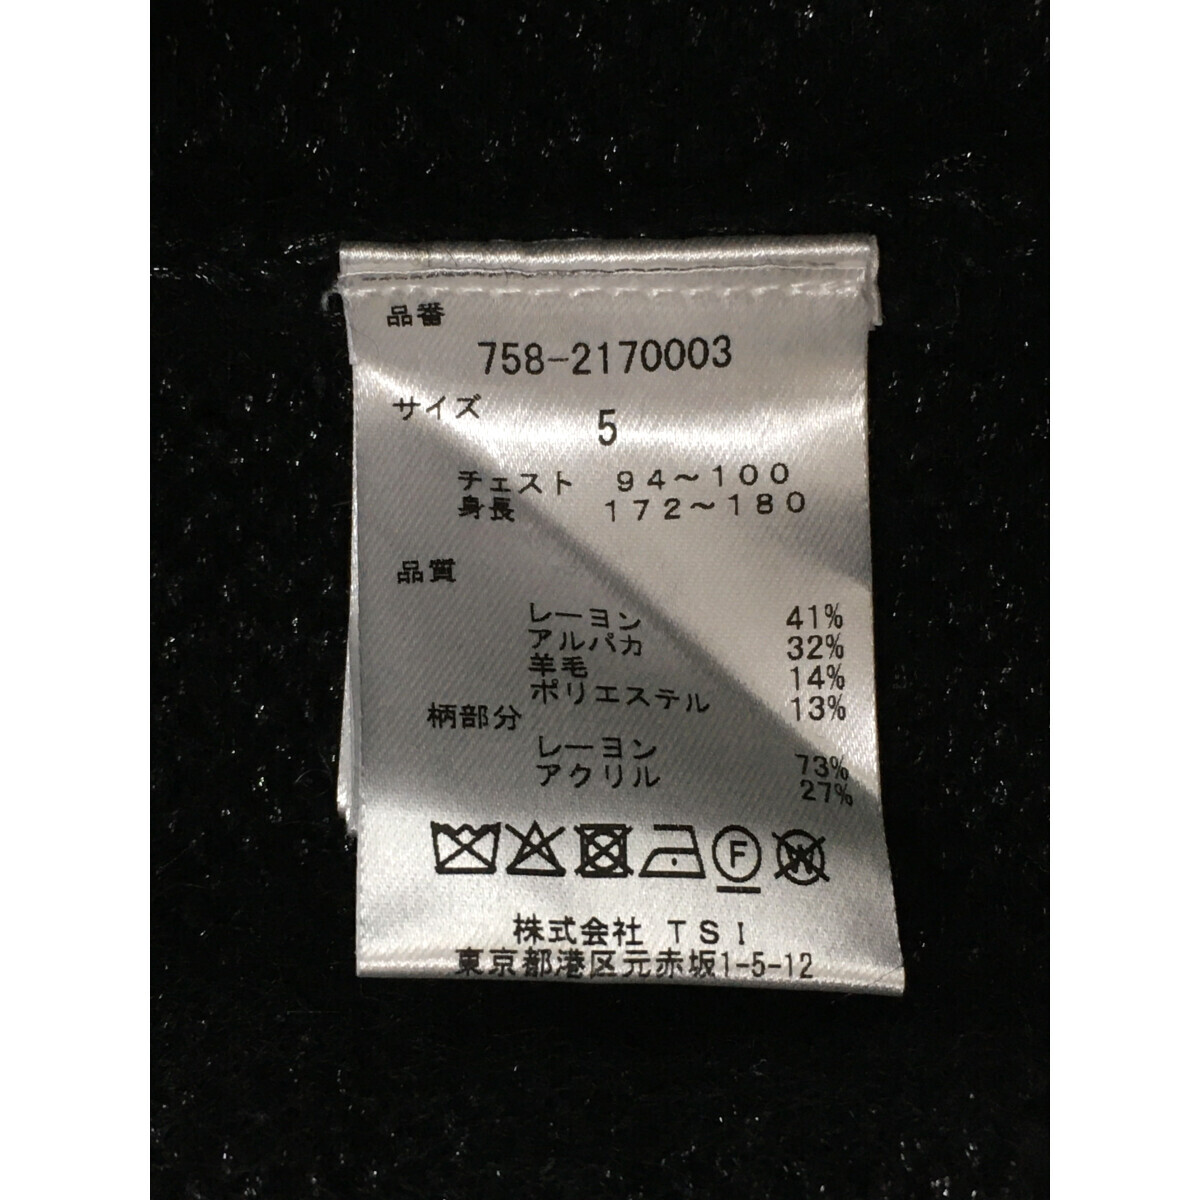 品番
758-2170003
サイズ
5
チェスト 94~100
身長 172~180
品質
レーヨン 41%
アルパカ 32%
羊毛 14%
ポリエステル 13%
柄部分
レーヨン 73%
アクリル 27%
F W
株式会社 TSI
東京都港区元赤坂1-5-12